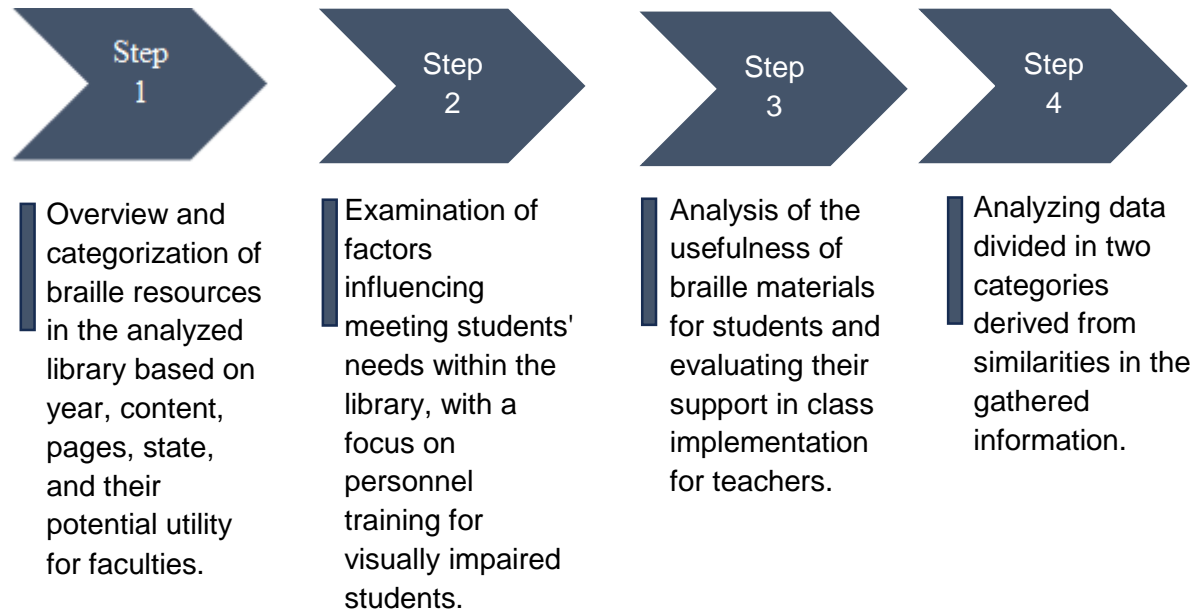 Step
1
Overview and
categorization of
braille resources
in the analyzed
library based on
year, content,
pages, state,
and their
potential utility
for faculties.
Step
2
Examination of
factors
influencing
meeting students'
needs within the
library, with a
focus on
personnel
training for
visually impaired
students.
Step
3
Analysis of the
usefulness of
braille materials
for students and
evaluating their
support in class
implementation
for teachers.
Step
4
Analyzing data
divided in two
categories
derived from
similarities in the
gathered
information.